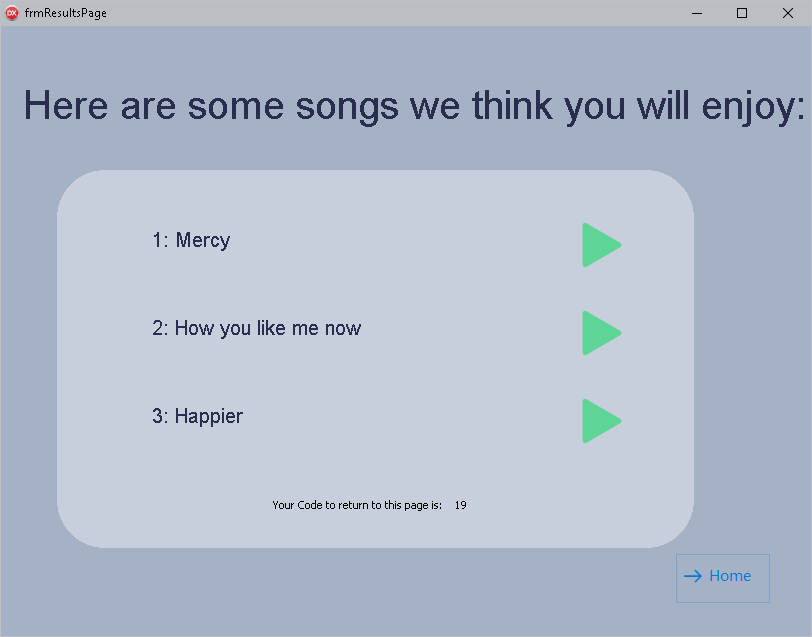 DX frmResultsPage
Here are some songs we think you will enjoy:
1: Mercy
2: How you like me now
3: Happier
Your Code to return to this page is: 19
Home